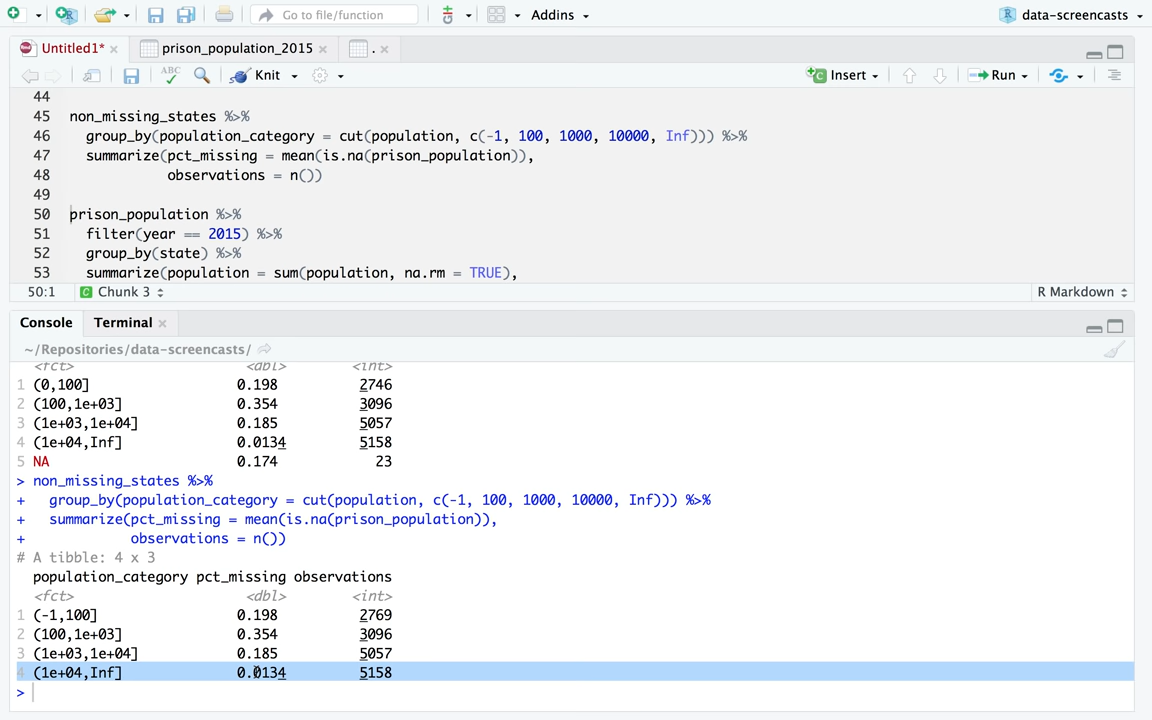 Go to file/function
Addins
data-screencasts
Untitled1*
prison_population_2015
.
ABC
Knit
Insert
Run
44
45 non_missing_states %>%
46 group_by(population_category = cut(population, c(-1, 100, 1000, 10000, Inf))) %>%
47 summarize(pct_missing = mean(is.na(prison_population)),
48 observations = n())
49
50 prison_population %>%
51 filter(year == 2015) %>%
52 group_by(state) %>%
53 summarize(population = sum(population, na.rm = TRUE),
50:1 Chunk 3 R Markdown
Console Terminal
~/Repositories/data-screencasts/
<fct> <dbl> <int>
1 (0,100] 0.198 2746
2 (100,1e+03] 0.354 3096
3 (1e+03,1e+04] 0.185 5057
4 (1e+04,Inf] 0.0134 5158
5 NA 0.174 23
> non_missing_states %>%
+ group_by(population_category = cut(population, c(-1, 100, 1000, 10000, Inf))) %>%
+ summarize(pct_missing = mean(is.na(prison_population)),
+ observations = n())
# A tibble: 4 x 3
population_category pct_missing observations
<fct> <dbl> <int>
1 (-1,100] 0.198 2769
2 (100,1e+03] 0.354 3096
3 (1e+03,1e+04] 0.185 5057
4 (1e+04,Inf] 0.0134 5158
>